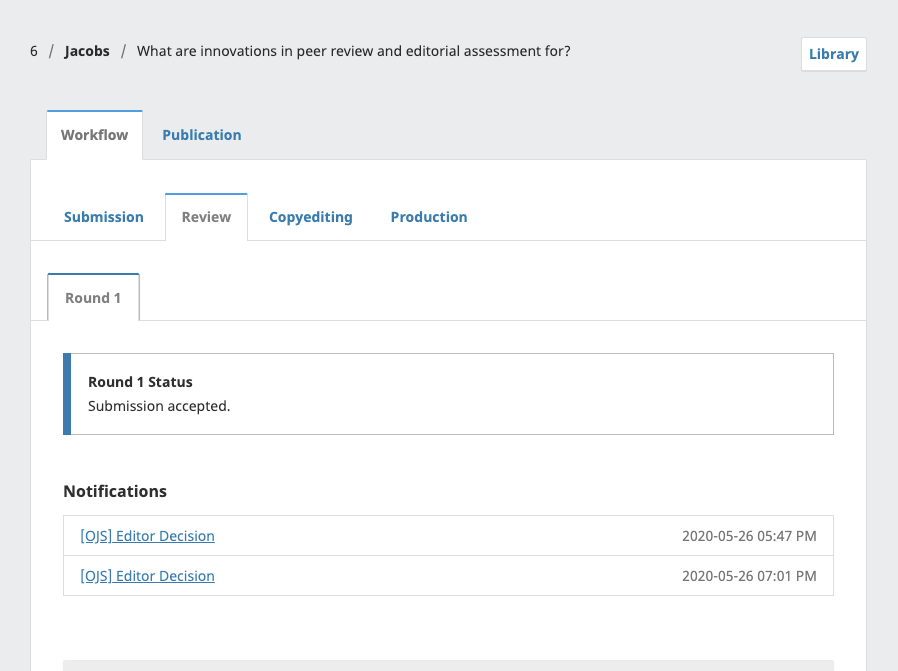 6 / Jacobs / What are innovations in peer review and editorial assessment for?
Library
Workflow Publication
Submission Review Copyediting Production
Round 1
Round 1 Status
Submission accepted.
Notifications
[OJS] Editor Decision 2020-05-26 05:47 PM
[OJS] Editor Decision 2020-05-26 07:01 PM